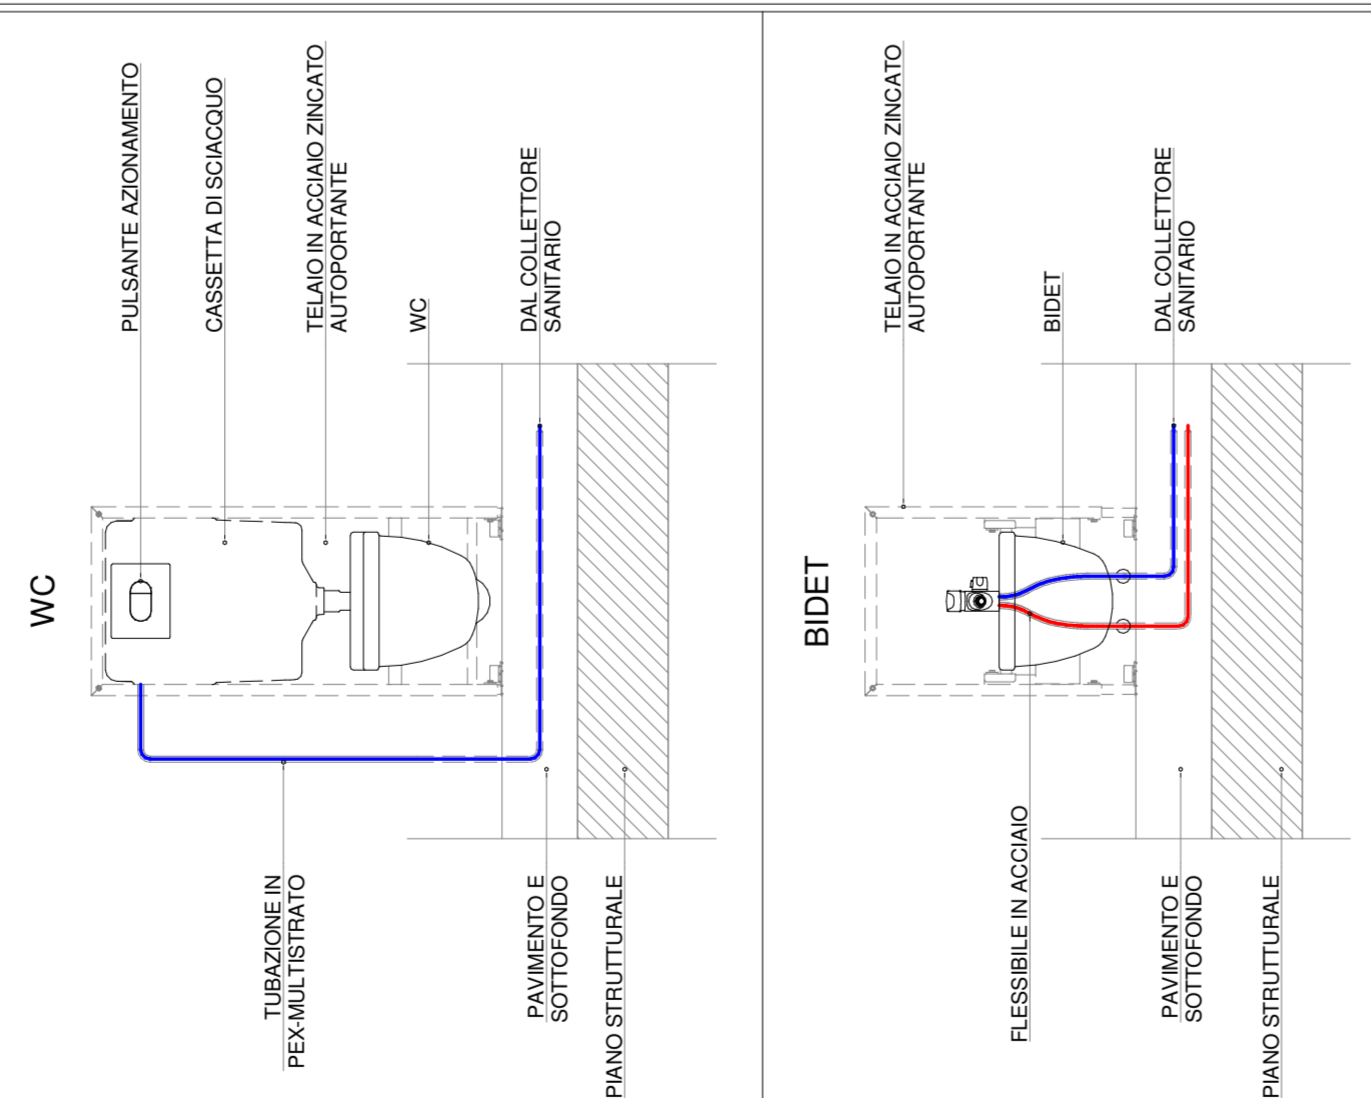 WC
PULSANTE AZIONAMENTO
CASSETTA DI SCIACQUO
TELAIO IN ACCIAIO ZINCATO
AUTOPORTANTE
WC
DAL COLLETTORE
SANITARIO
TUBAZIONE IN
PEX-MULTISTRATO
PAVIMENTO E
SOTTOFONDO
PIANO STRUTTURALE
BIDET
TELAIO IN ACCIAIO ZINCATO
AUTOPORTANTE
BIDET
DAL COLLETTORE
SANITARIO
FLESSIBILE IN ACCIAIO
PAVIMENTO E
SOTTOFONDO
PIANO STRUTTURALE